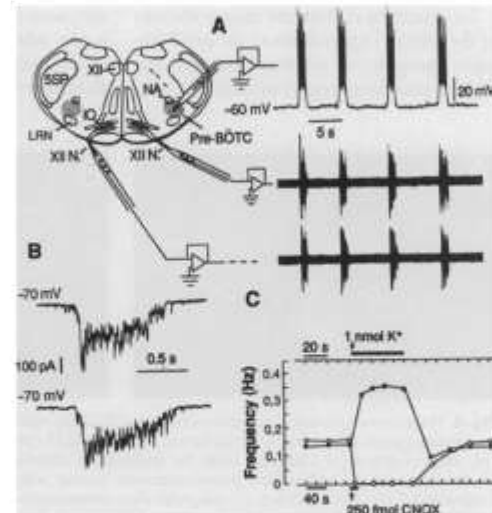 A
XII
5SP
NA
IO
LRN
Pre-BÖTC
XII N.
XII N.
–60 mV
20 mV
5 s
B
–70 mV
100 pA
0.5 s
–70 mV
C
1 nmol K+
20 s
Frequency (Hz)
0.4
0.3
0.2
0.1
0
40 s
250 fmol CNQX